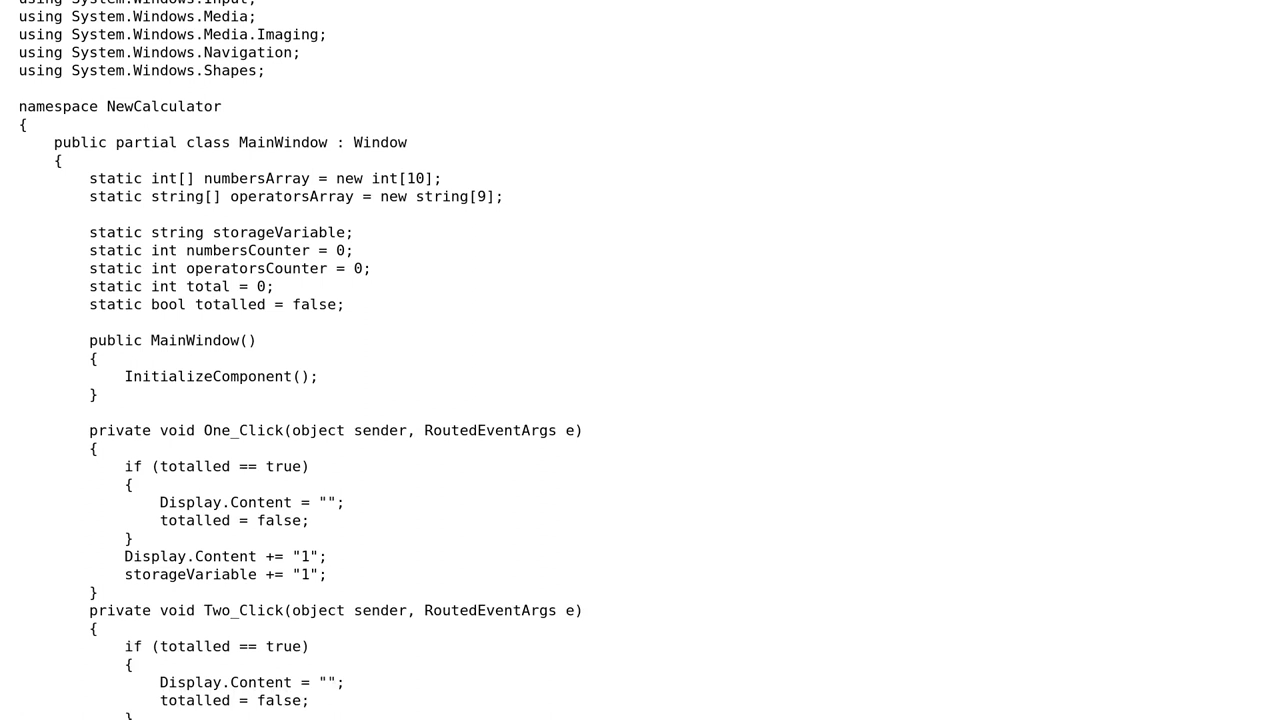 using System.Windows.Input;
using System.Windows.Media;
using System.Windows.Media.Imaging;
using System.Windows.Navigation;
using System.Windows.Shapes;

namespace NewCalculator
{
    public partial class MainWindow : Window
    {
        static int[] numbersArray = new int[10];
        static string[] operatorsArray = new string[9];

        static string storageVariable;
        static int numbersCounter = 0;
        static int operatorsCounter = 0;
        static int total = 0;
        static bool totalled = false;

        public MainWindow()
        {
            InitializeComponent();
        }

        private void One_Click(object sender, RoutedEventArgs e)
        {
            if (totalled == true)
            {
                Display.Content = "";
                totalled = false;
            }
            Display.Content += "1";
            storageVariable += "1";
        }
        private void Two_Click(object sender, RoutedEventArgs e)
        {
            if (totalled == true)
            {
                Display.Content = "";
                totalled = false;
            }